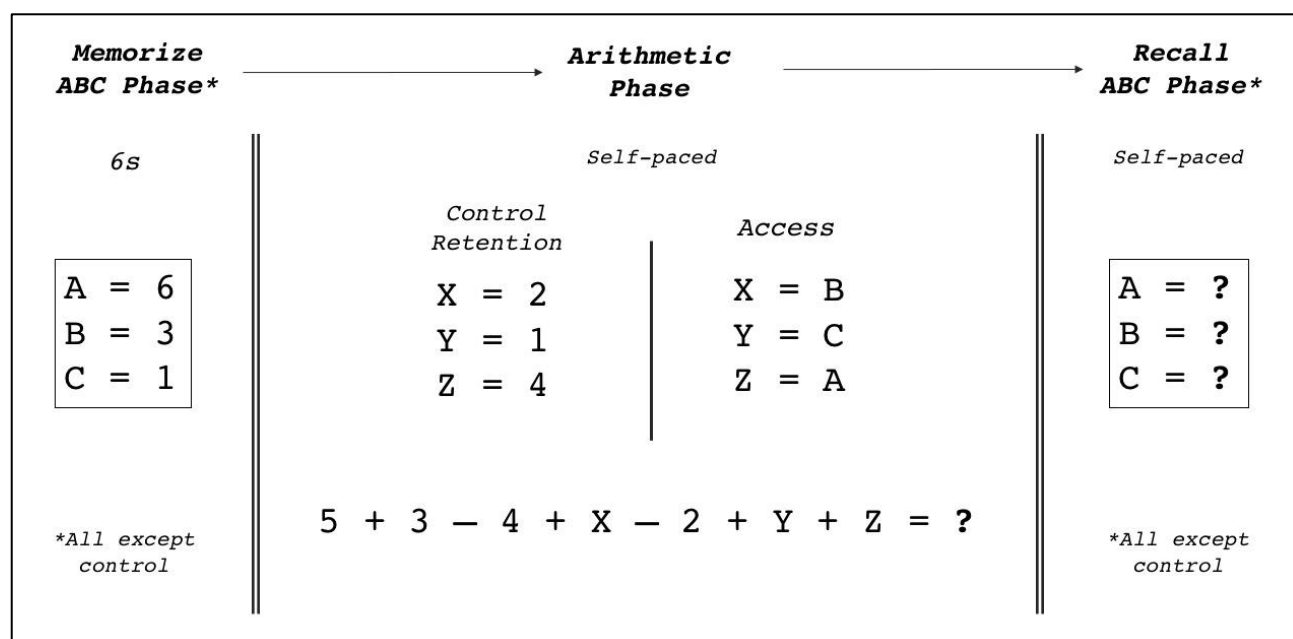 Memorize
ABC Phase*
Arithmetic
Phase
Recall
ABC Phase*
6s
A = 6
B = 3
C = 1
*All except
control
Self-paced
Control
Retention
X = 2
Y = 1
Z = 4
Access
X = B
Y = C
Z = A
5 + 3 – 4 + X – 2 + Y + Z = ?
Self-paced
A = ?
B = ?
C = ?
*All except
control